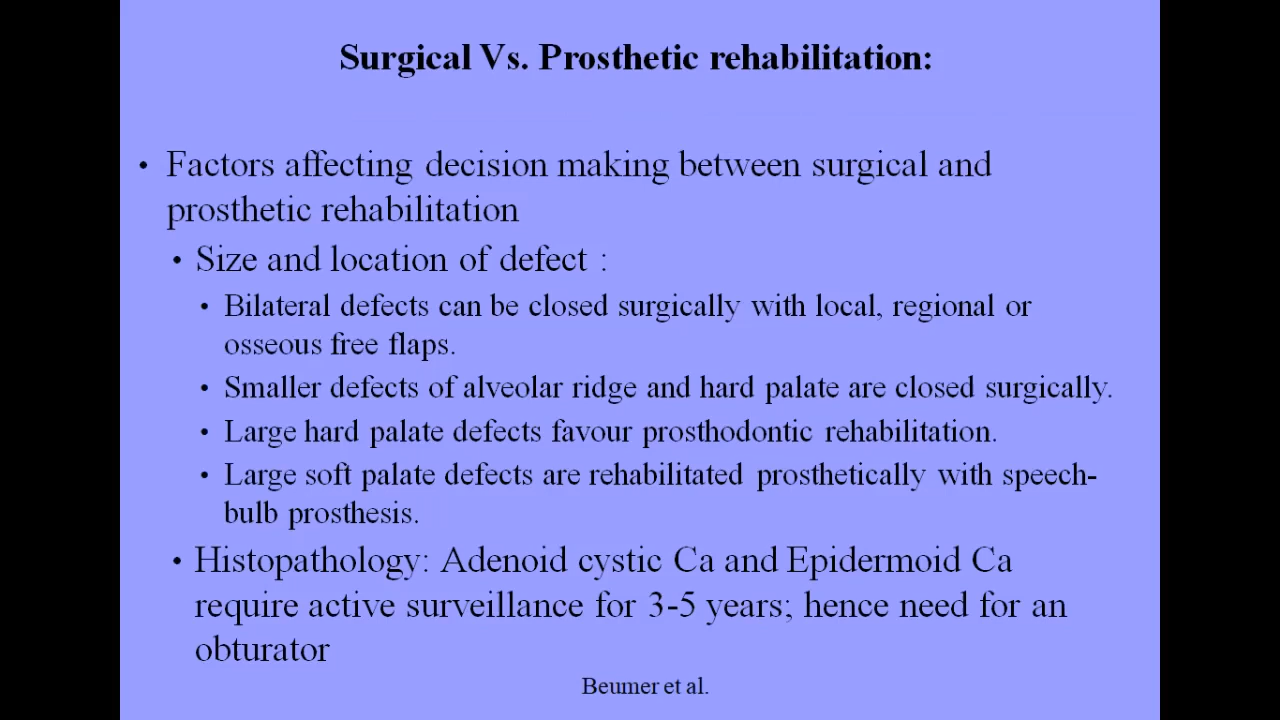 Surgical Vs. Prosthetic rehabilitation:
• Factors affecting decision making between surgical and
prosthetic rehabilitation
• Size and location of defect :
• Bilateral defects can be closed surgically with local, regional or
osseous free flaps.
• Smaller defects of alveolar ridge and hard palate are closed surgically.
• Large hard palate defects favour prosthodontic rehabilitation.
• Large soft palate defects are rehabilitated prosthetically with speech-
bulb prosthesis.
• Histopathology: Adenoid cystic Ca and Epidermoid Ca
require active surveillance for 3-5 years; hence need for an
obturator
Beumer et al.